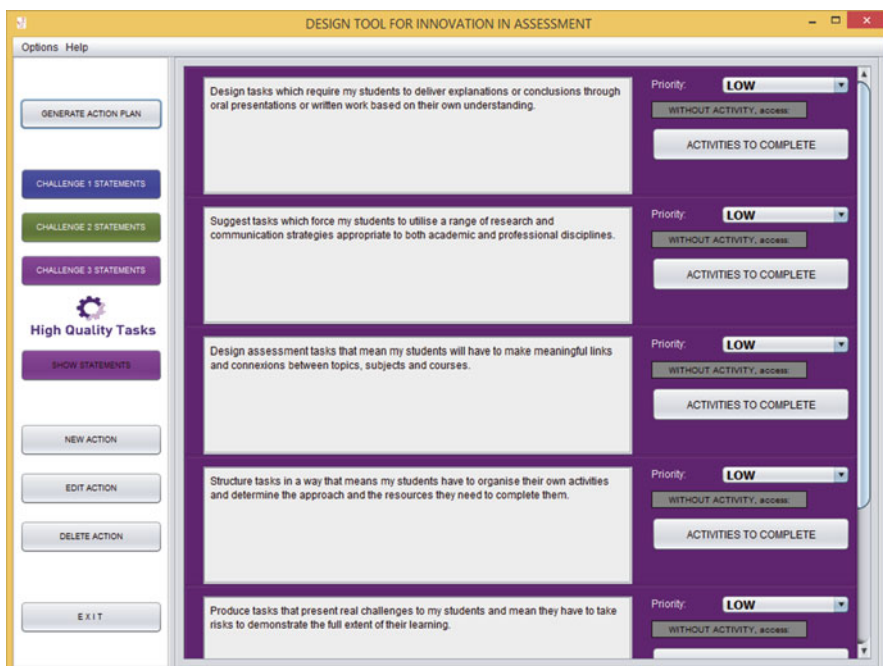 DESIGN TOOL FOR INNOVATION IN ASSESSMENT
Options Help
GENERATE ACTION PLAN
CHALLENGE 1 STATEMENTS
CHALLENGE 2 STATEMENTS
CHALLENGE 3 STATEMENTS
High Quality Tasks
SHOW STATEMENTS
NEW ACTION
EDIT ACTION
DELETE ACTION
EXIT
Design tasks which require my students to deliver explanations or conclusions through
oral presentations or written work based on their own understanding.
Priority: LOW
WITHOUT ACTIVITY, access:
ACTIVITIES TO COMPLETE
Suggest tasks which force my students to utilise a range of research and
communication strategies appropriate to both academic and professional disciplines.
Priority: LOW
WITHOUT ACTIVITY, access:
ACTIVITIES TO COMPLETE
Design assessment tasks that mean my students will have to make meaningful links
and connexions between topics, subjects and courses.
Priority: LOW
WITHOUT ACTIVITY, access:
ACTIVITIES TO COMPLETE
Structure tasks in a way that means my students have to organise their own activities
and determine the approach and the resources they need to complete them.
Priority: LOW
WITHOUT ACTIVITY, access:
ACTIVITIES TO COMPLETE
Produce tasks that present real challenges to my students and mean they have to take
risks to demonstrate the full extent of their learning.
Priority: LOW
WITHOUT ACTIVITY, access: